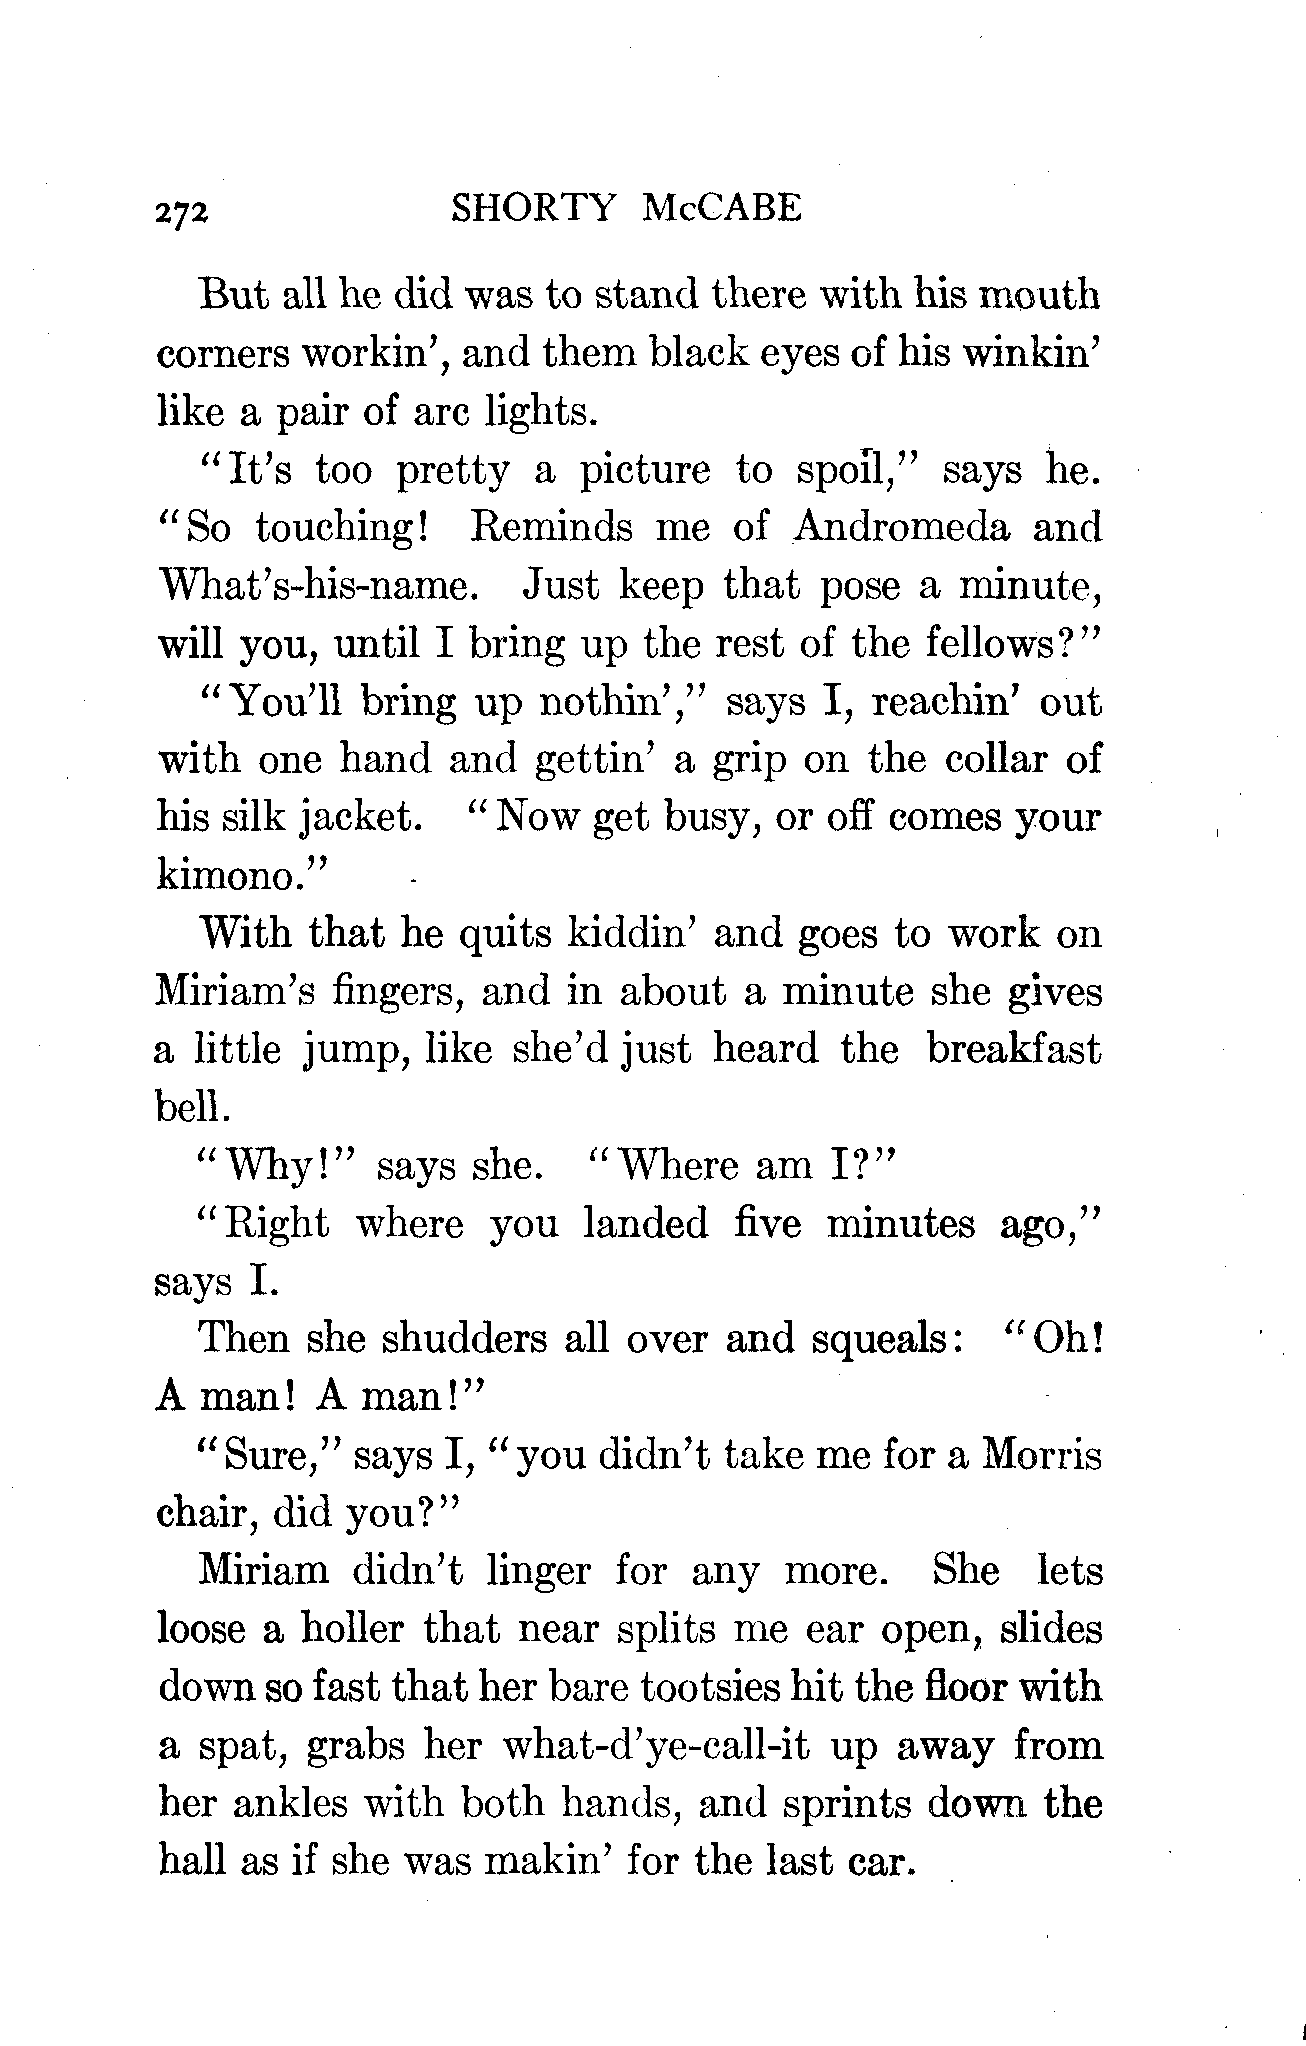 272 SHORTY McCABE
But all he did was to stand there with his mouth
corners workin', and them black eyes of his winkin'
like a pair of arc lights.
"It's too pretty a picture to spoil," says he.
"So touching! Reminds me of Andromeda and
What's-his-name. Just keep that pose a minute,
will you, until I bring up the rest of the fellows?"
"You'll bring up nothin'," says I, reachin' out
with one hand and gettin' a grip on the collar of
his silk jacket. "Now get busy, or off comes your
kimono."
With that he quits kiddin' and goes to work on
Miriam's fingers, and in about a minute she gives
a little jump, like she'd just heard the breakfast
bell.
"Why!" says she. "Where am I?"
"Right where you landed five minutes ago,"
says I.
Then she shudders all over and squeals: "Oh!
A man! A man!"
"Sure," says I, "you didn't take me for a Morris
chair, did you?"
Miriam didn't linger for any more. She lets
loose a holler that near splits me ear open, slides
down so fast that her bare tootsies hit the floor with
a spat, grabs her what-d'ye-call-it up away from
her ankles with both hands, and sprints down the
hall as if she was makin' for the last car.